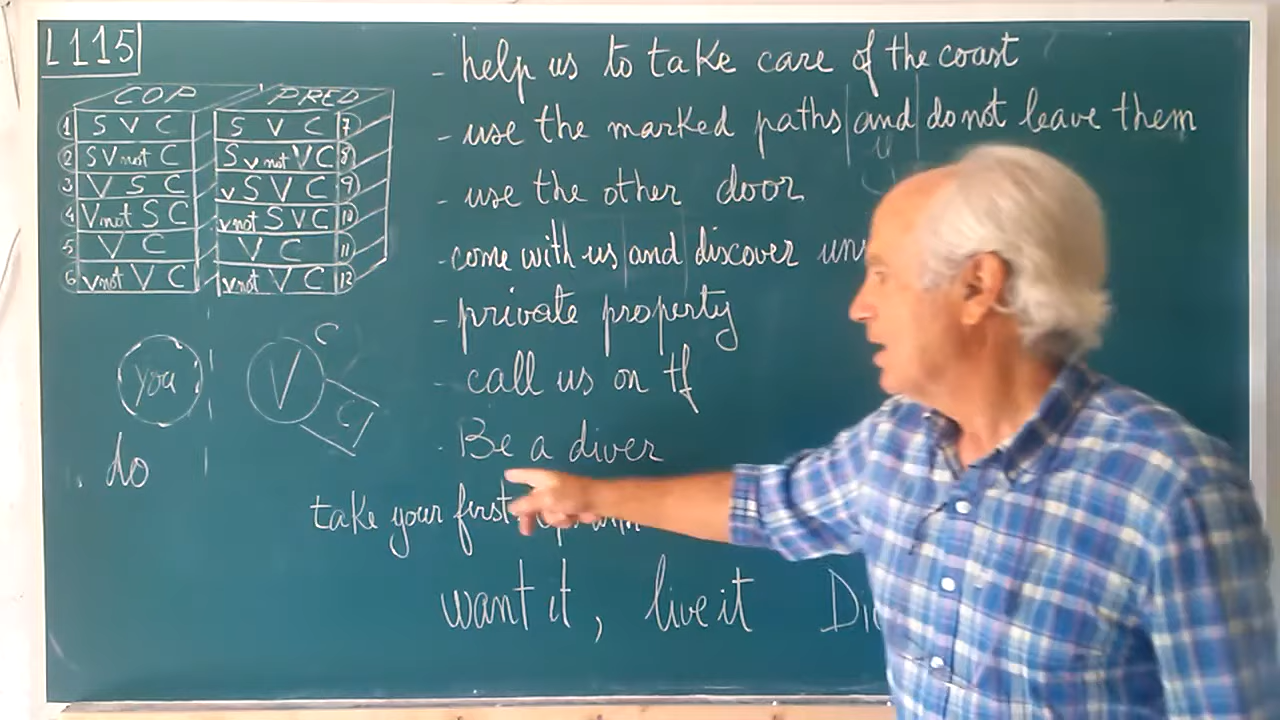 L115
COP PRED
1 S V C S V C 7
2 S V not C S v not V C 8
3 V S C v S V C 9
4 V not S C v not S V C 10
5 V C V C 11
6 v not V C v not V C 12
you V C
C
. do
- help us to take care of the coast
- use the marked paths | and | do not leave them
- use the other door
- come with us | and | discover
- private property
- call us on tf
- Be a diver
take your first
want it, live it